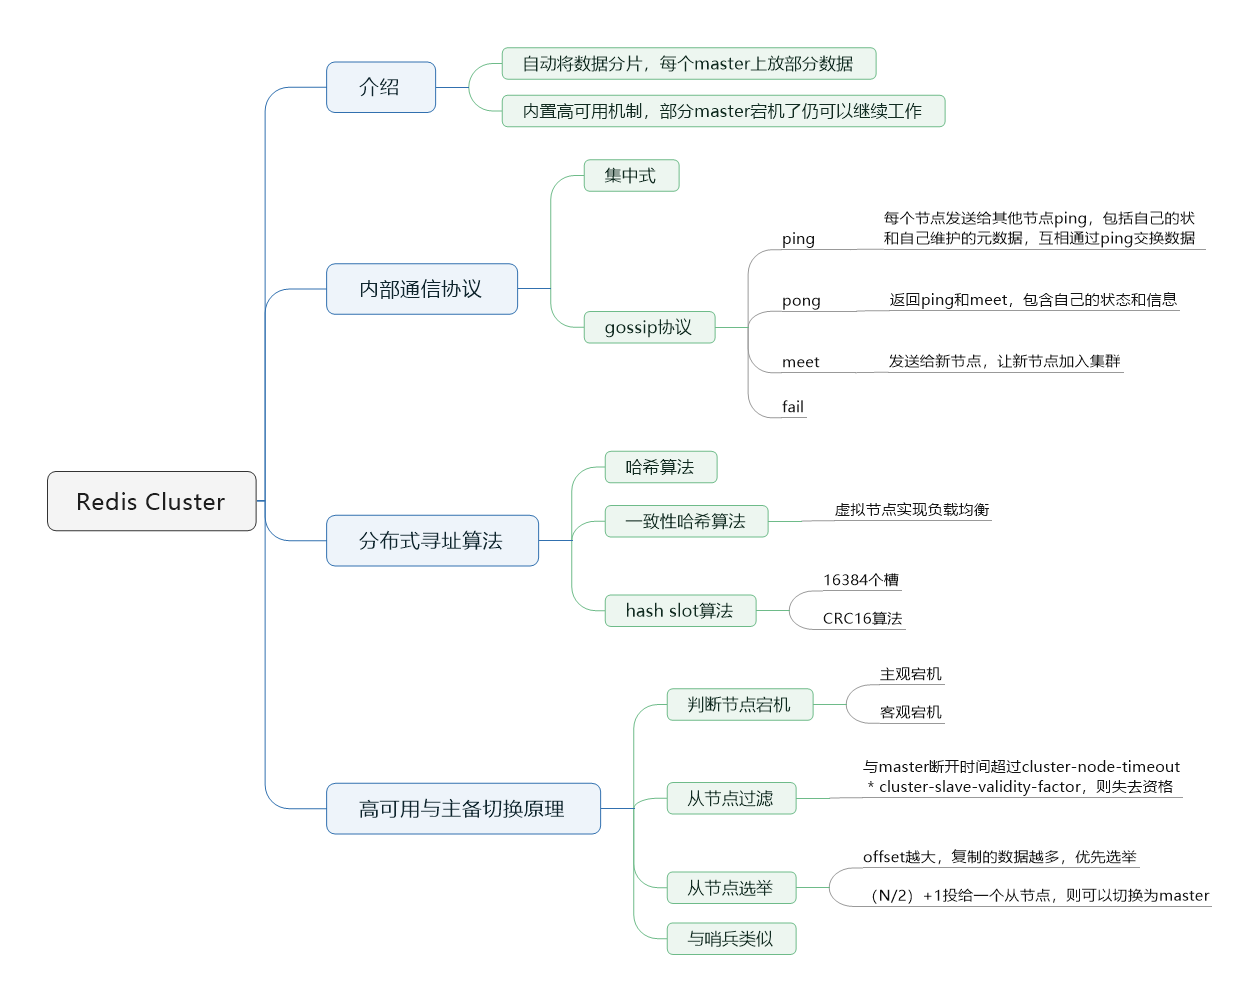 Redis Cluster
介绍
自动将数据分片，每个master上放部分数据
内置高可用机制，部分master宕机了仍可以继续工作
内部通信协议
集中式
gossip协议
ping
每个节点发送给其他节点ping，包括自己的状
和自己维护的元数据，互相通过ping交换数据
pong
返回ping和meet，包含自己的状态和信息
meet
发送给新节点，让新节点加入集群
fail
分布式寻址算法
哈希算法
一致性哈希算法
虚拟节点实现负载均衡
hash slot算法
16384个槽
CRC16算法
高可用与主备切换原理
判断节点宕机
主观宕机
客观宕机
从节点过滤
与master断开时间超过cluster-node-timeout
* cluster-slave-validity-factor，则失去资格
从节点选举
offset越大，复制的数据越多，优先选举
（N/2）+1投给一个从节点，则可以切换为master
与哨兵类似